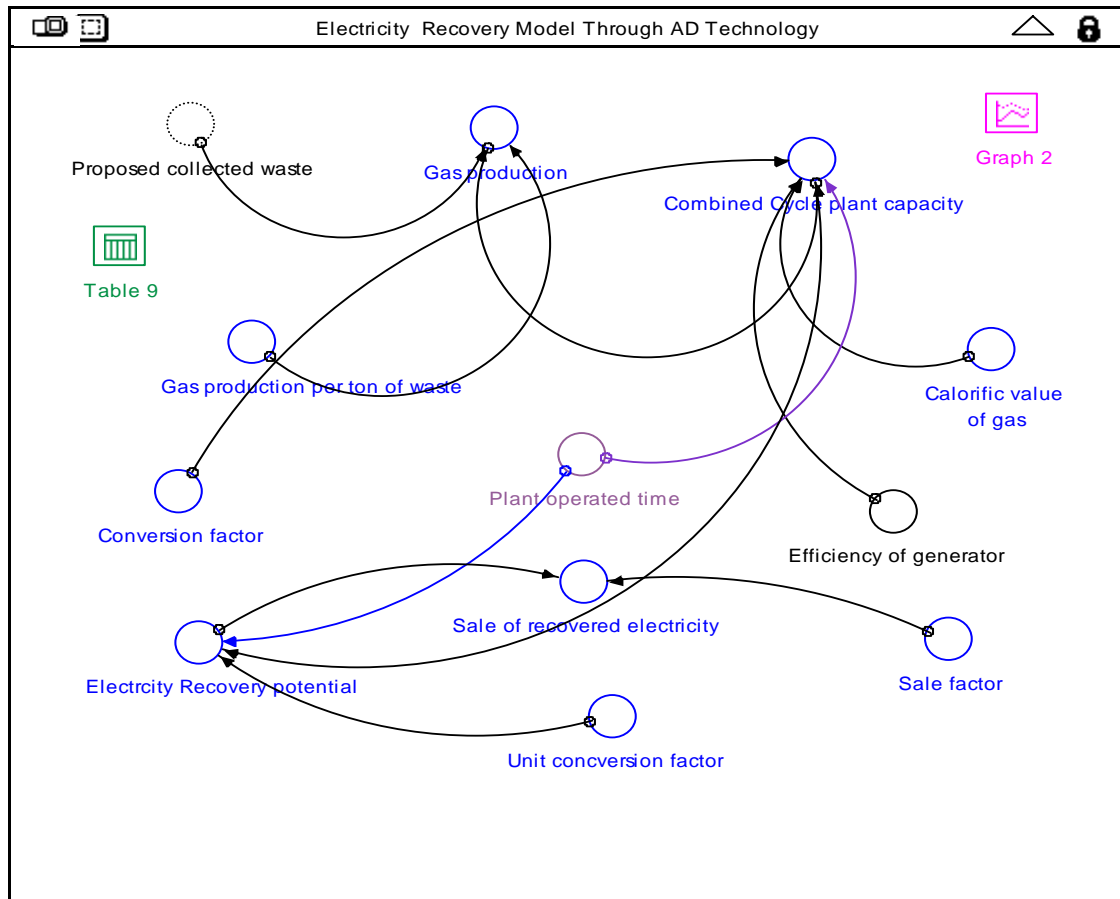 Electricity Recovery Model Through AD Technology
Proposed collected waste
Gas production
Graph 2
Combined Cycle plant capacity
Table 9
Gas production per ton of waste
Calorific value
of gas
Plant operated time
Conversion factor
Efficiency of generator
Sale of recovered electricity
Electrcity Recovery potential
Sale factor
Unit concversion factor